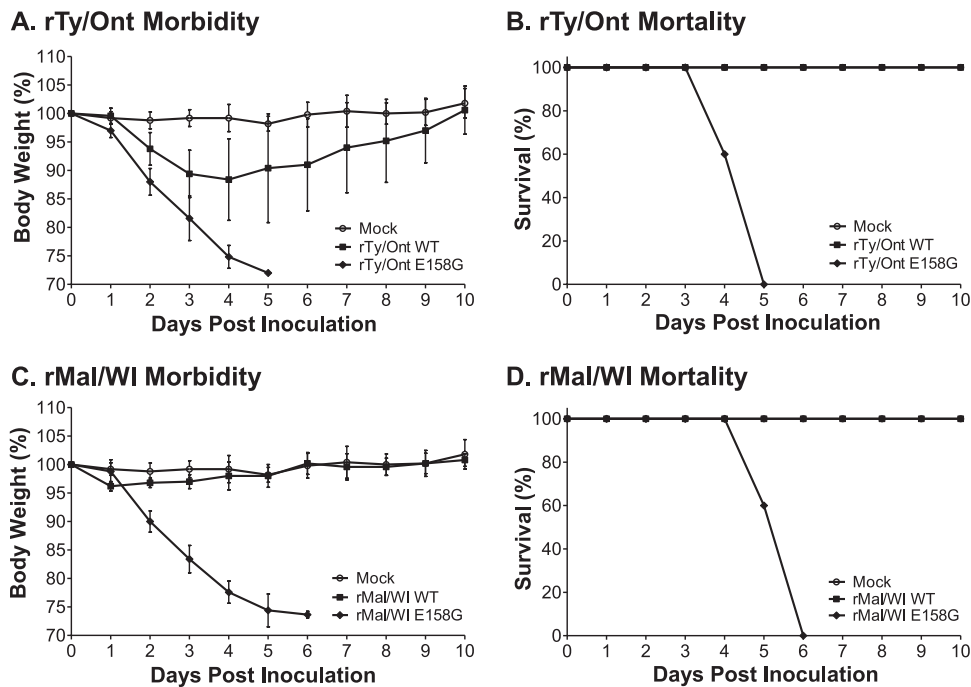 A. rTy/Ont Morbidity
110
105
100
95
90
85
80
75
70
Body Weight (%)
0 1 2 3 4 5 6 7 8 9 10
Days Post Inoculation
Mock
rTy/Ont WT
rTy/Ont E158G
B. rTy/Ont Mortality
100
80
60
40
20
0
Survival (%)
0 1 2 3 4 5 6 7 8 9 10
Days Post Inoculation
Mock
rTy/Ont WT
rTy/Ont E158G
C. rMal/WI Morbidity
110
105
100
95
90
85
80
75
70
Body Weight (%)
0 1 2 3 4 5 6 7 8 9 10
Days Post Inoculation
Mock
rMal/WI WT
rMal/WI E158G
D. rMal/WI Mortality
100
80
60
40
20
0
Survival (%)
0 1 2 3 4 5 6 7 8 9 10
Days Post Inoculation
Mock
rMal/WI WT
rMal/WI E158G